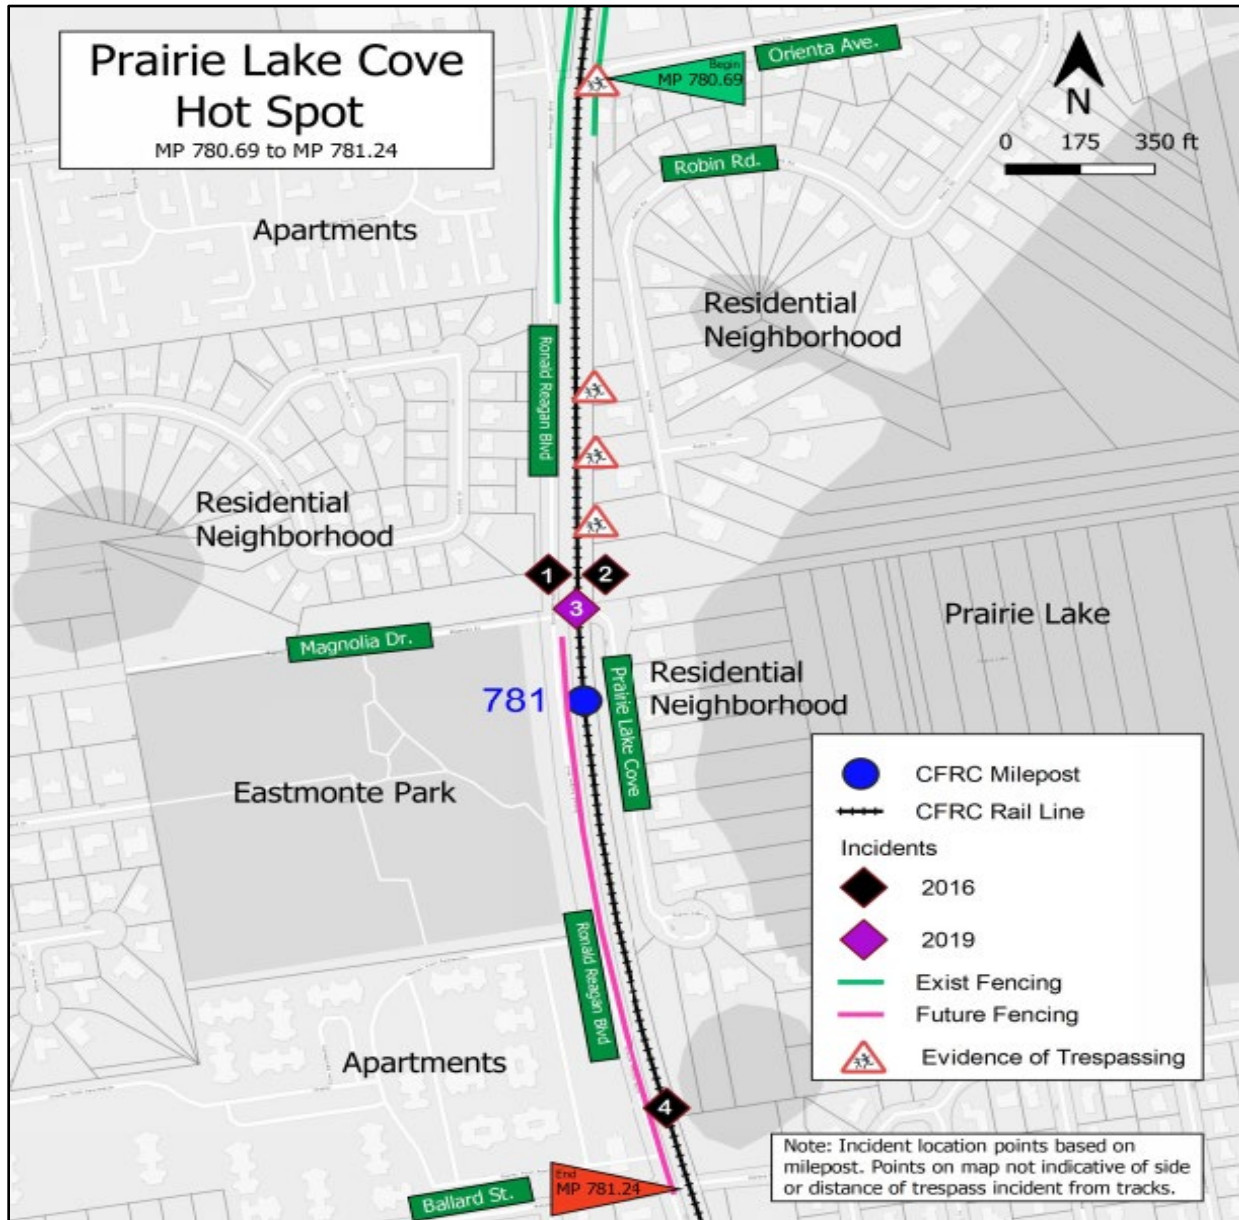 Prairie Lake Cove
Hot Spot
MP 780.69 to MP 781.24
Begin
MP 780.69
Orienta Ave.
N
0 175 350 ft
Robin Rd.
Apartments
Residential
Neighborhood
Ronald Reagan Blvd
Residential
Neighborhood
1
2
3
Magnolia Dr.
Prairie Lake
Residential
Neighborhood
781
Prairie Lake Cove
Eastmonte Park
CFRC Milepost
CFRC Rail Line
Incidents
2016
2019
Exist Fencing
Future Fencing
Evidence of Trespassing
Ronald Reagan Blvd
Apartments
4
Note: Incident location points based on
milepost. Points on map not indicative of side
or distance of trespass incident from tracks.
End
MP 781.24
Ballard St.